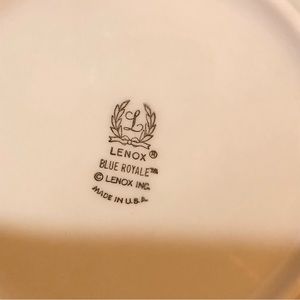 L
LENOX®
BLUE ROYALE™
© LENOX INC.
MADE IN U.S.A.